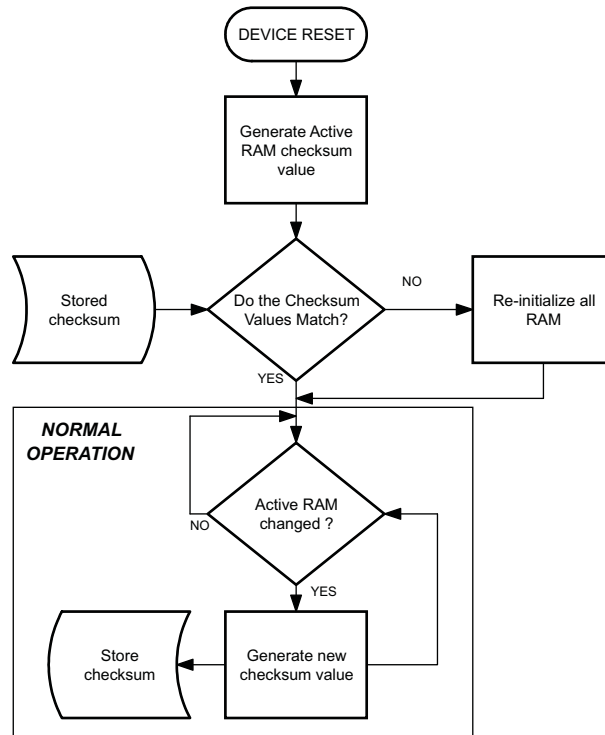 DEVICE RESET
Generate Active
RAM checksum
value
Stored
checksum
Do the Checksum
Values Match?
NO
Re-initialize all
RAM
YES
NORMAL
OPERATION
Active RAM
changed ?
NO
YES
Store
checksum
Generate new
checksum value